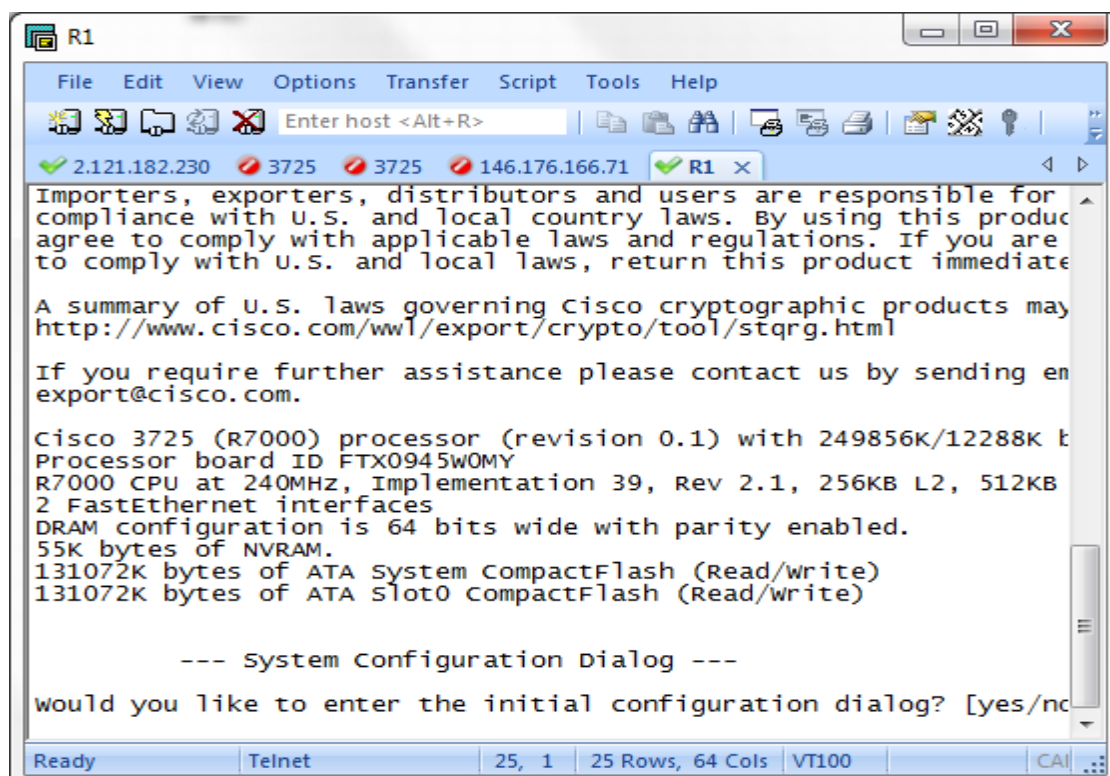 R1
File Edit View Options Transfer Script Tools Help
Enter host <Alt+R>
2.121.182.230 3725 3725 146.176.166.71 R1
Importers, exporters, distributors and users are responsible for
compliance with U.S. and local country laws. By using this produc
agree to comply with applicable laws and regulations. If you are
to comply with U.S. and local laws, return this product immediate
A summary of U.S. laws governing Cisco cryptographic products may
http://www.cisco.com/wwl/export/crypto/tool/stqrg.html
If you require further assistance please contact us by sending em
export@cisco.com.
Cisco 3725 (R7000) processor (revision 0.1) with 249856K/12288K b
Processor board ID FTX0945W0MY
R7000 CPU at 240MHz, Implementation 39, Rev 2.1, 256KB L2, 512KB
2 FastEthernet interfaces
DRAM configuration is 64 bits wide with parity enabled.
55K bytes of NVRAM.
131072K bytes of ATA System CompactFlash (Read/Write)
131072K bytes of ATA Slot0 CompactFlash (Read/Write)
--- System Configuration Dialog ---
Would you like to enter the initial configuration dialog? [yes/no
Ready Telnet 25, 1 25 Rows, 64 Cols VT100 CAP